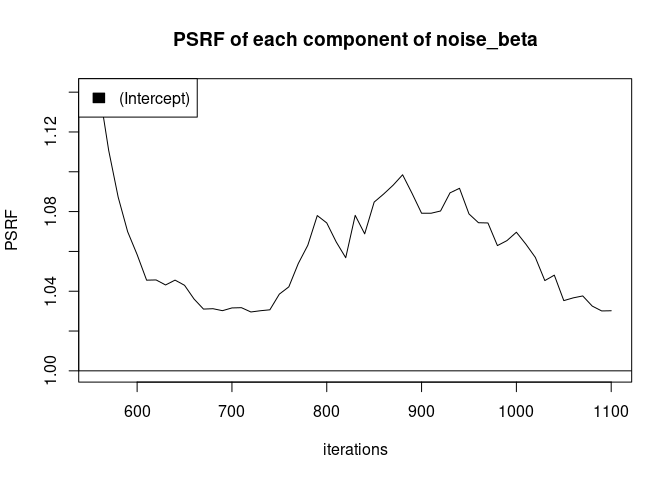 PSRF of each component of noise_beta
(Intercept)
PSRF
1.12
1.08
1.04
1.00
600 700 800 900 1000 1100
iterations